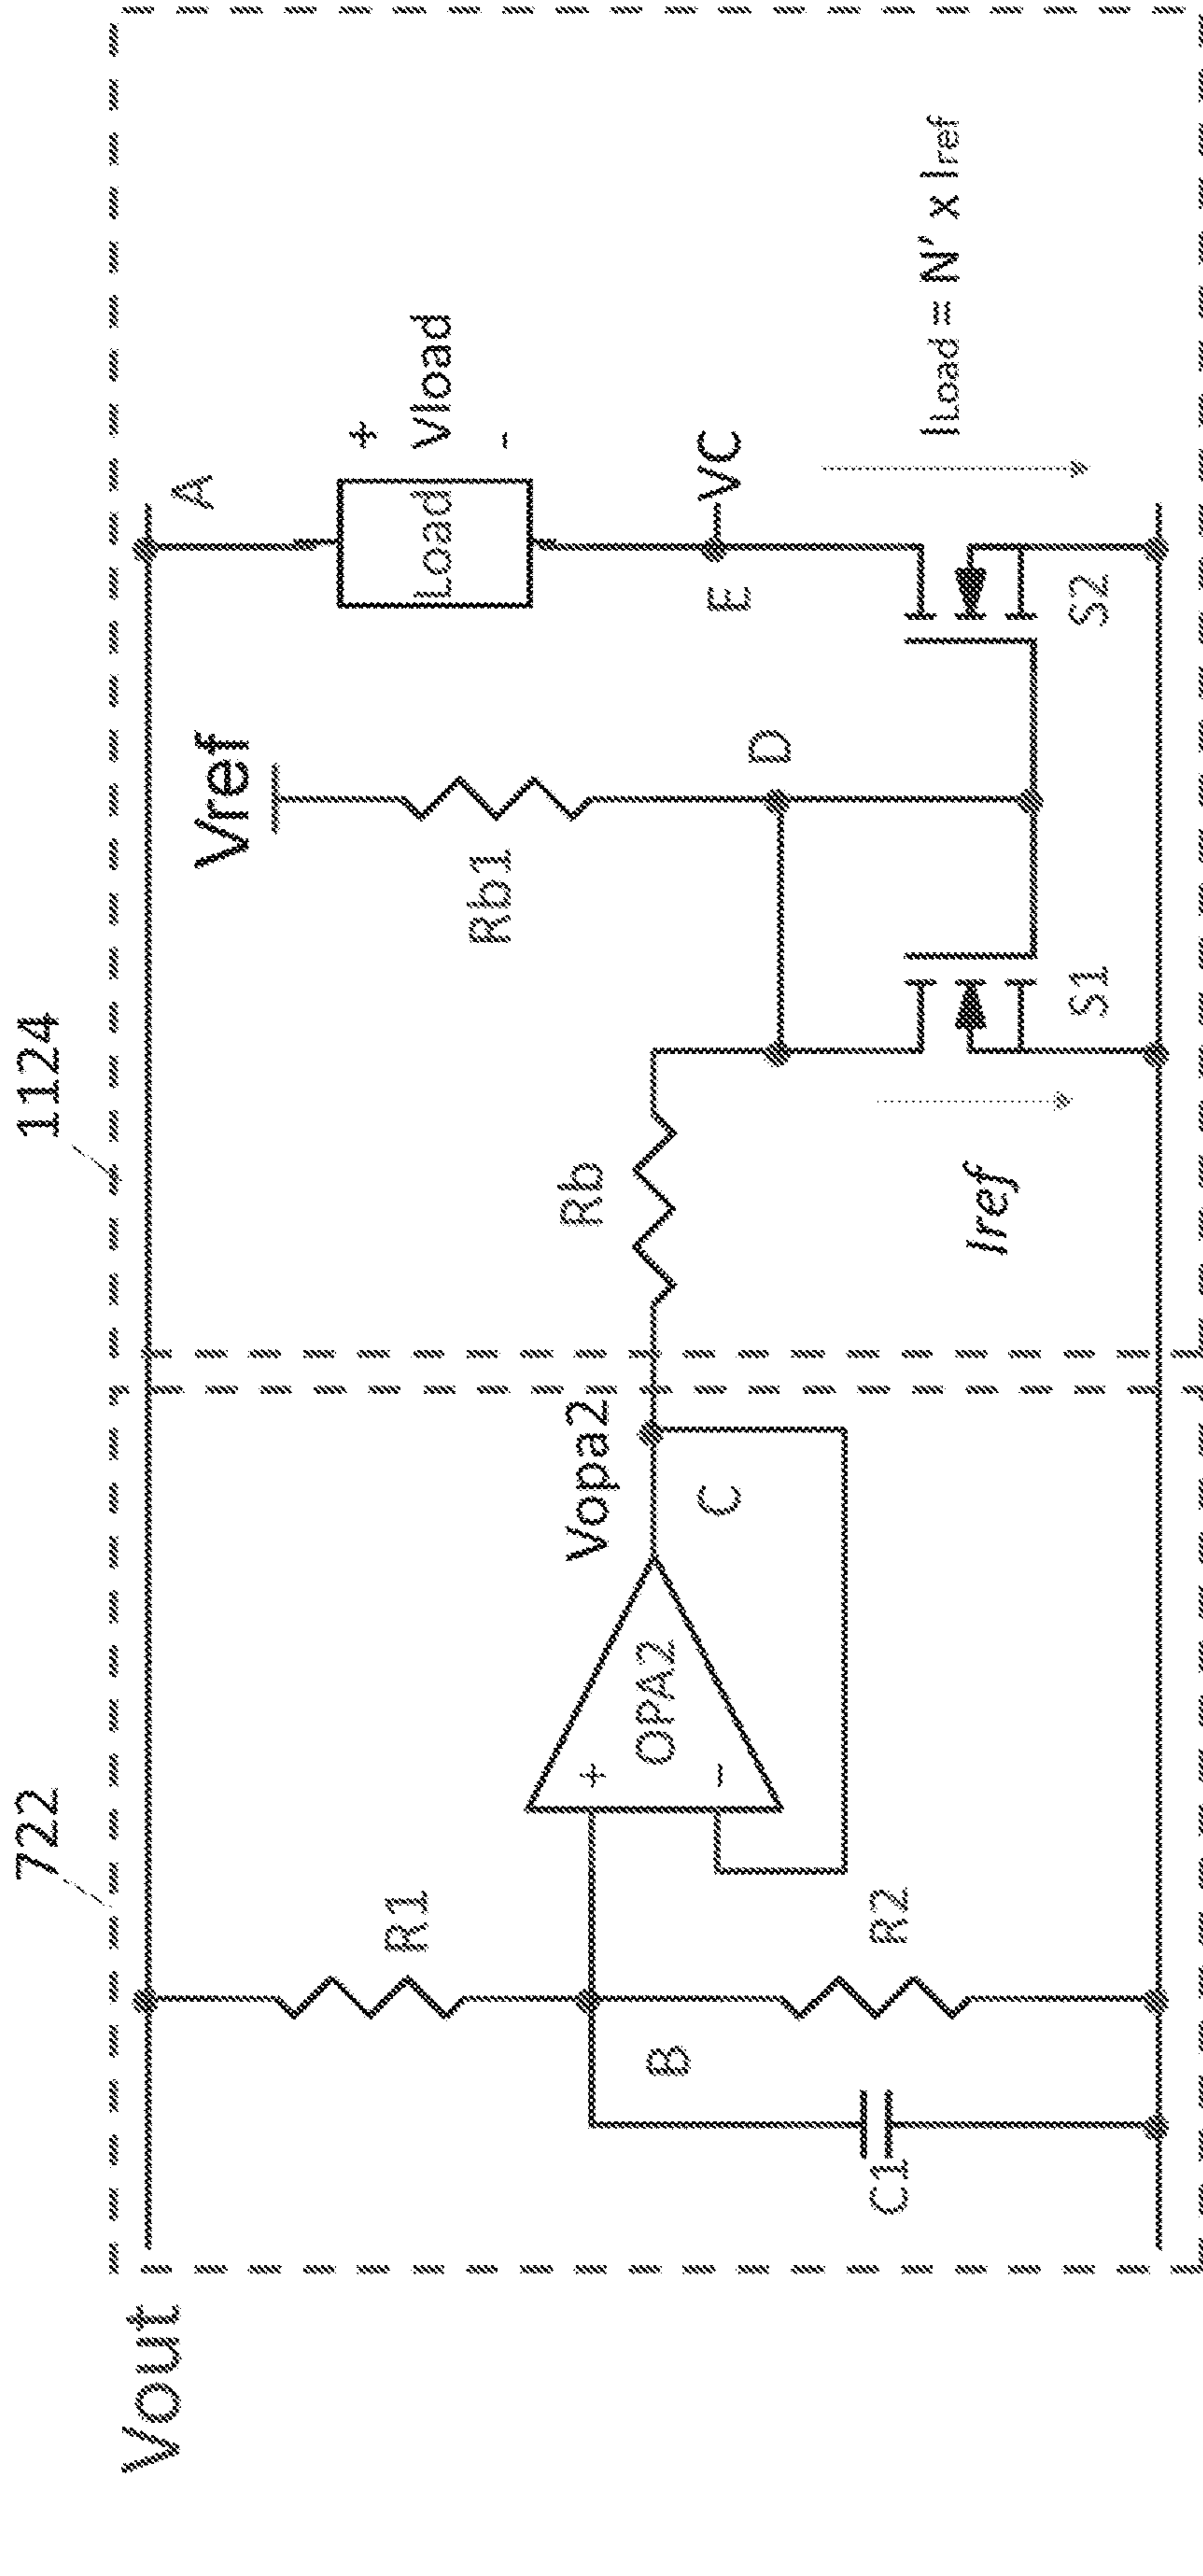 722
1124
Vout
A
R1
B
C1
R2
OPA2
+
−
Vopa2
C
Rb
Iref
S1
Vref
Rb1
D
Load
+
Vload
-
E
VC
S2
ILoad = N' x Iref